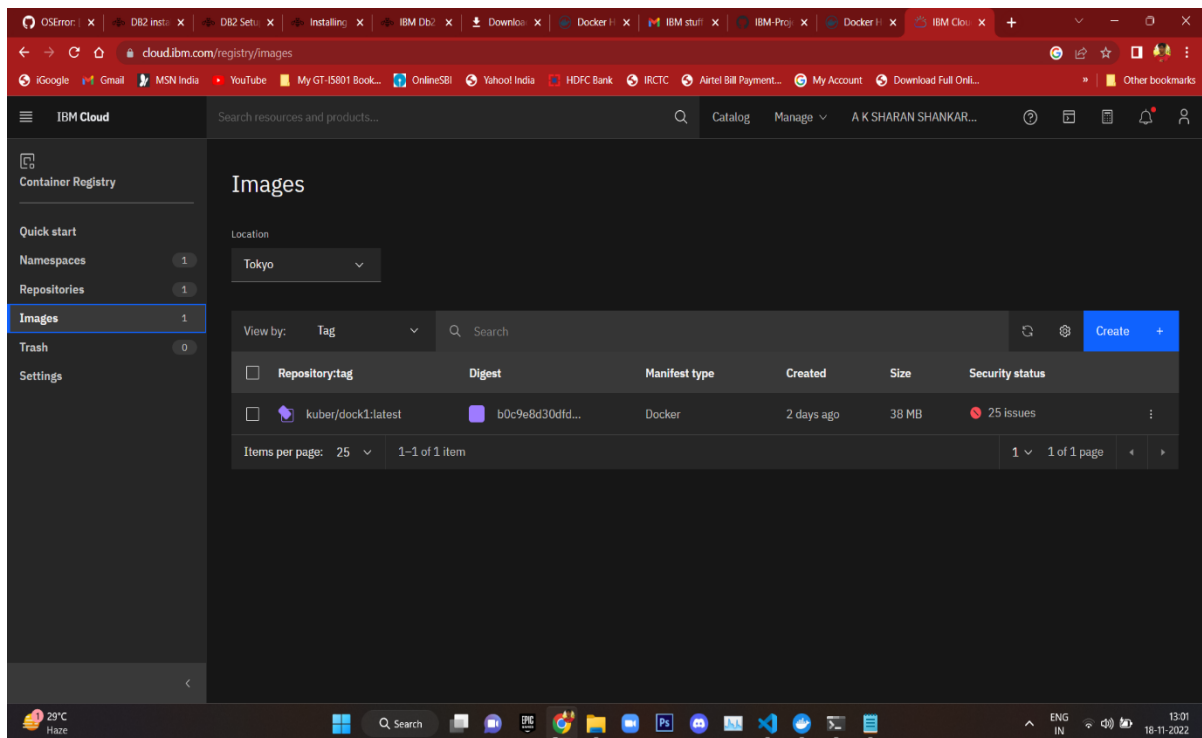 OSError: [
DB2 insta
DB2 Setu
Installing
IBM Db2
Downloa
Docker H
IBM stuff
IBM-Proj
Docker H
IBM Clou
cloud.ibm.com/registry/images
iGoogle
Gmail
MSN India
YouTube
My GT-I5801 Book...
OnlineSBI
Yahoo! India
HDFC Bank
IRCTC
Airtel Bill Payment...
My Account
Download Full Onli...
»
Other bookmarks
IBM Cloud
Search resources and products...
Catalog
Manage
A K SHARAN SHANKAR...
Container Registry
Quick start
Namespaces 1
Repositories 1
Images 1
Trash 0
Settings
Images
Location
Tokyo
View by: Tag
Search
Create +
Repository:tag Digest Manifest type Created Size Security status
kuber/dock1:latest b0c9e8d30dfd... Docker 2 days ago 38 MB 25 issues
Items per page: 25 1–1 of 1 item 1 1 of 1 page
1
29°C
Haze
Search
EPIC
Ps
ENG
IN
13:01
18-11-2022